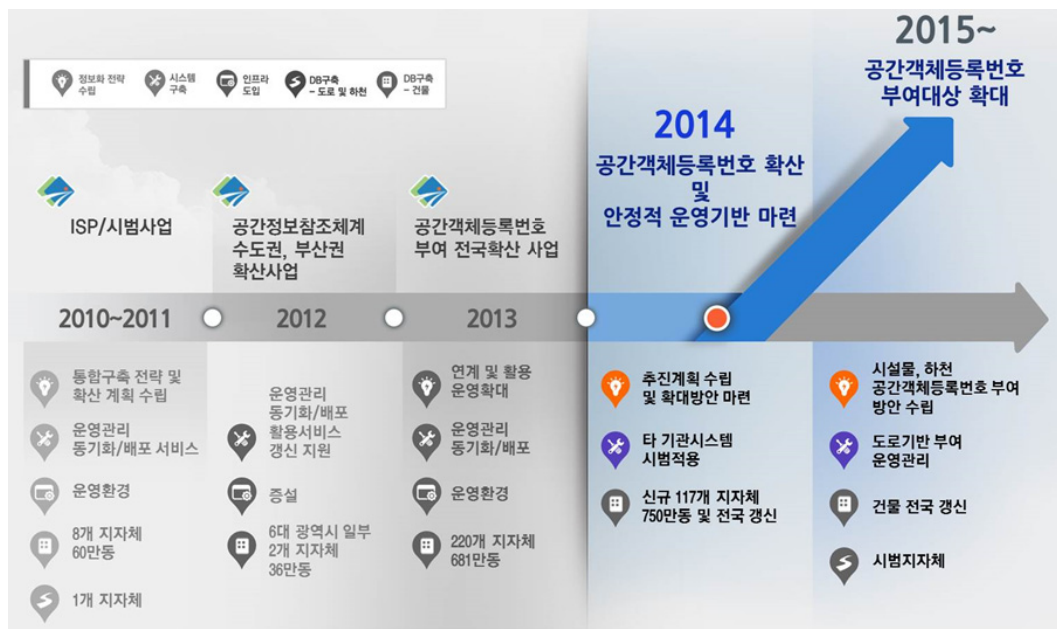 정보화 전략
수립
시스템
구축
인프라
도입
DB구축
- 도로 및 하천
DB구축
- 건물
2015~
공간객체등록번호
부여대상 확대
2014
공간객체등록번호 확산
및
안정적 운영기반 마련
ISP/시범사업
공간정보참조체계
수도권, 부산권
확산사업
공간객체등록번호
부여 전국확산 사업
2010~2011
2012
2013
통합구축 전략 및
확산 계획 수립
운영관리
동기화/배포 서비스
운영환경
8개 지자체
60만동
1개 지자체
운영관리
동기화/배포
활용서비스
갱신 지원
증설
6대 광역시 일부
2개 지자체
36만동
연계 및 활용
운영확대
운영관리
동기화/배포
운영환경
220개 지자체
681만동
추진계획 수립
및 확대방안 마련
타 기관시스템
시범적용
신규 117개 지자체
750만동 및 전국 갱신
시설물, 하천
공간객체등록번호 부여
방안 수립
도로기반 부여
운영관리
건물 전국 갱신
시범지자체